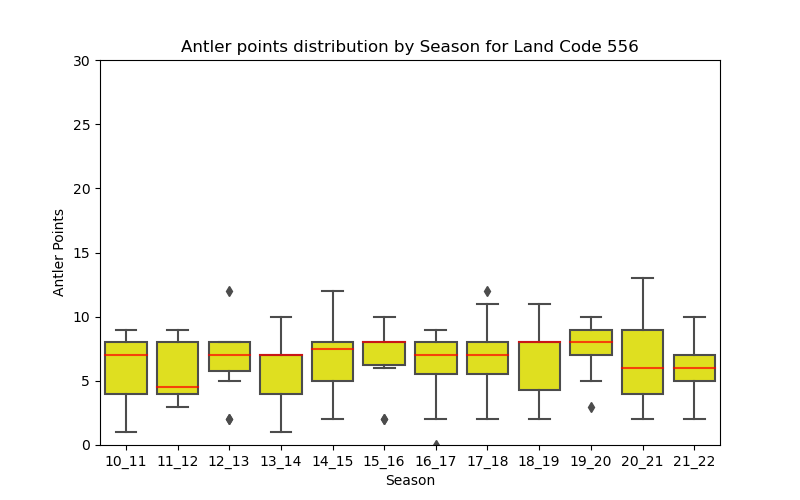 Antler points distribution by Season for Land Code 556
30
25
20
15
10
5
0
Antler Points
10_11 11_12 12_13 13_14 14_15 15_16 16_17 17_18 18_19 19_20 20_21 21_22
Season